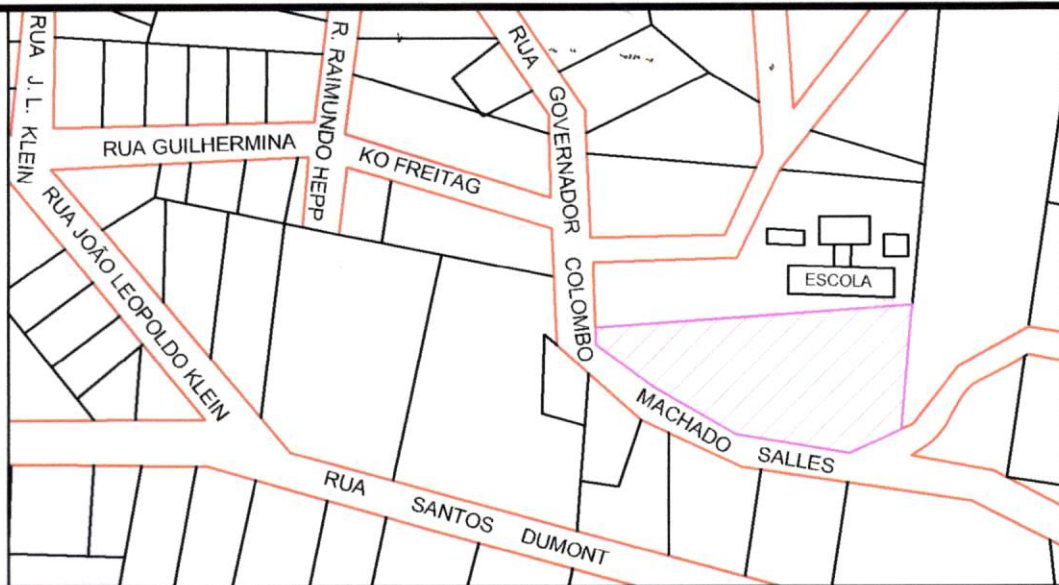 RUA J. L. KLEIN
R. RAIMUNDO HEPP
RUA GOVERNADOR COLOMBO MACHADO SALLES
RUA GUILHERMINA KO FREITAG
RUA JOÃO LEOPOLDO KLEIN
ESCOLA
RUA SANTOS DUMONT